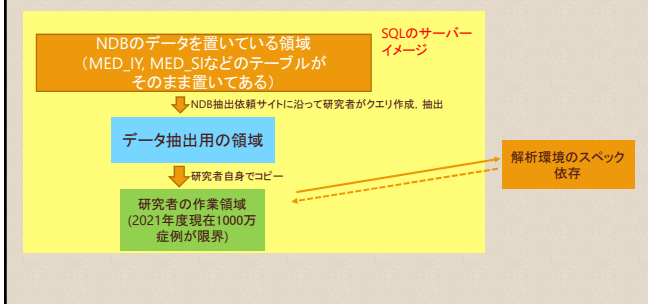 NDBのデータを置いている領域
（MED_IY, MED_SIなどのテーブルが
そのまま置いてある）
SQLのサーバー
イメージ
NDB抽出依頼サイトに沿って研究者がクエリ作成，抽出
データ抽出用の領域
研究者自身でコピー
研究者の作業領域
(2021年度現在1000万
症例が限界)
解析環境のスペック
依存